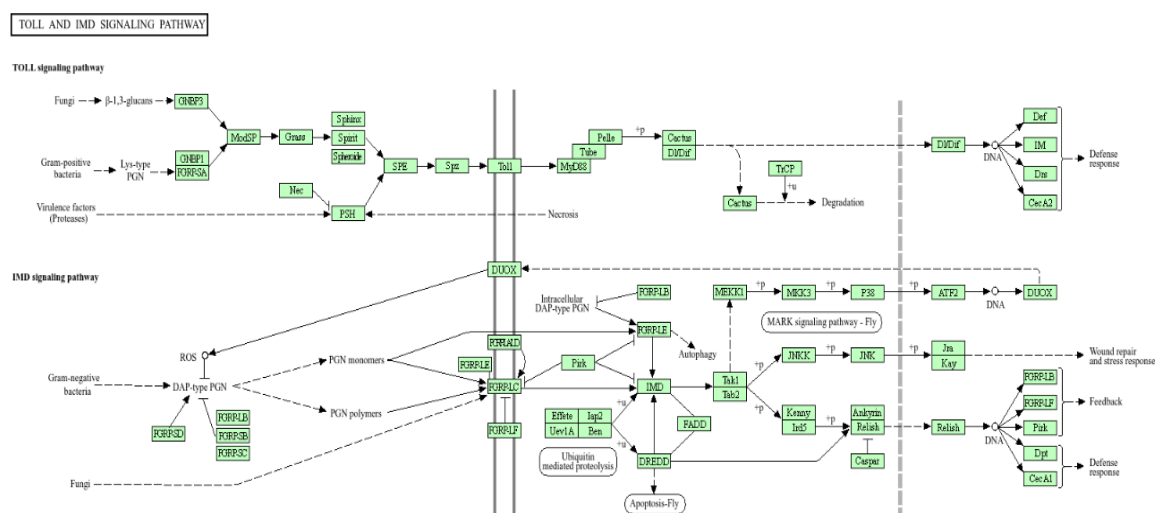 TOLL AND IMD SIGNALING PATHWAY
TOLL signaling pathway
Fungi
β-1,3-glucans
GNBP3
ModSP
Grass
Sphinx
Spirit
Spheroide
Gram-positive
bacteria
Lys-type
PGN
GNBP1
PGRP-SA
Nec
Virulence factors
(Proteases)
PSH
Necrosis
SPE
Spz
Toll
MyD88
Tube
Pelle
+p
Cactus
Dl/Dif
Cactus
TrCP
+u
Degradation
Dl/Dif
DNA
Def
IM
Drs
CecA2
Defense
response
IMD signaling pathway
DUOX
ROS
Gram-negative
bacteria
DAP-type PGN
PGRP-SD
PGRP-LB
PGRP-SB
PGRP-SC
PGN monomers
PGN polymers
Fungi
PGRP-LE
PGRP-LC
PGRP-LF
Intracellular
DAP-type PGN
PGRP-LB
PGRP-LE
Autophagy
Pirk
IMD
Effete
Iap2
Uev1A
Ben
+u
+u
Ubiquitin
mediated proteolysis
FADD
DREDD
Apoptosis-Fly
MEKK1
+p
MKK3
+p
P38
+p
ATF2
DNA
DUOX
MARK signaling pathway - Fly
Tak1
Tab2
+p
JNKK
+p
JNK
+p
Jra
Kay
Wound repair
and stress response
+p
Kenny
Ird5
+p
Ankyrin
Relish
Caspar
Relish
DNA
PGRP-LB
PGRP-LF
Pirk
Feedback
Dpt
CecA1
Defense
response